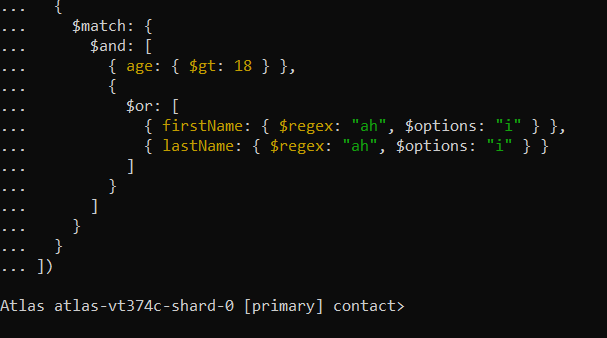 ...   {
...     $match: {
...       $and: [
...         { age: { $gt: 18 } },
...         {
...           $or: [
...             { firstName: { $regex: "ah", $options: "i" } },
...             { lastName: { $regex: "ah", $options: "i" } }
...           ]
...         }
...       ]
...     }
...   }
... ])
Atlas atlas-vt374c-shard-0 [primary] contact>